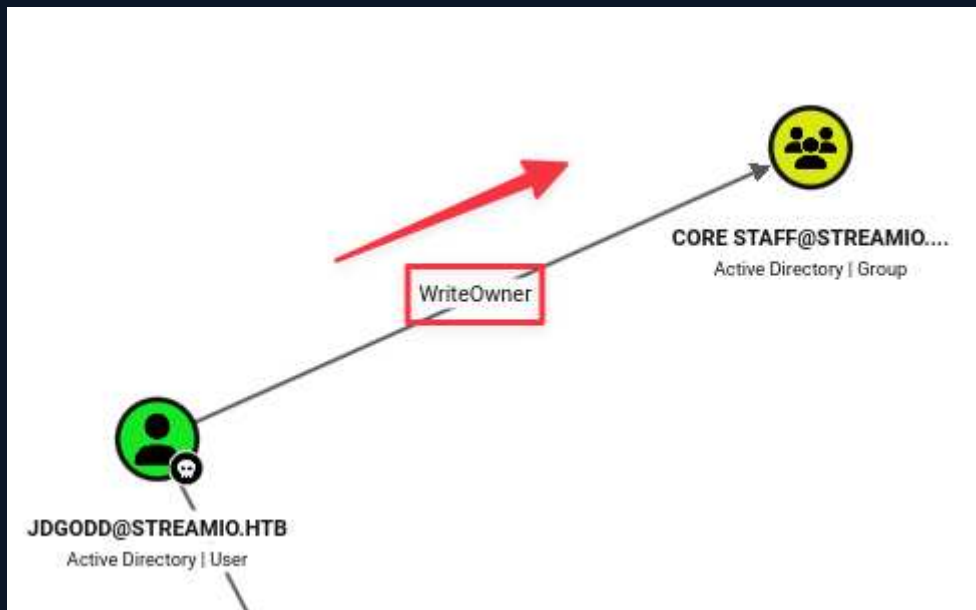 CORE STAFF@STREAMIO....
Active Directory | Group
WriteOwner
JDGODD@STREAMIO.HTB
Active Directory | User